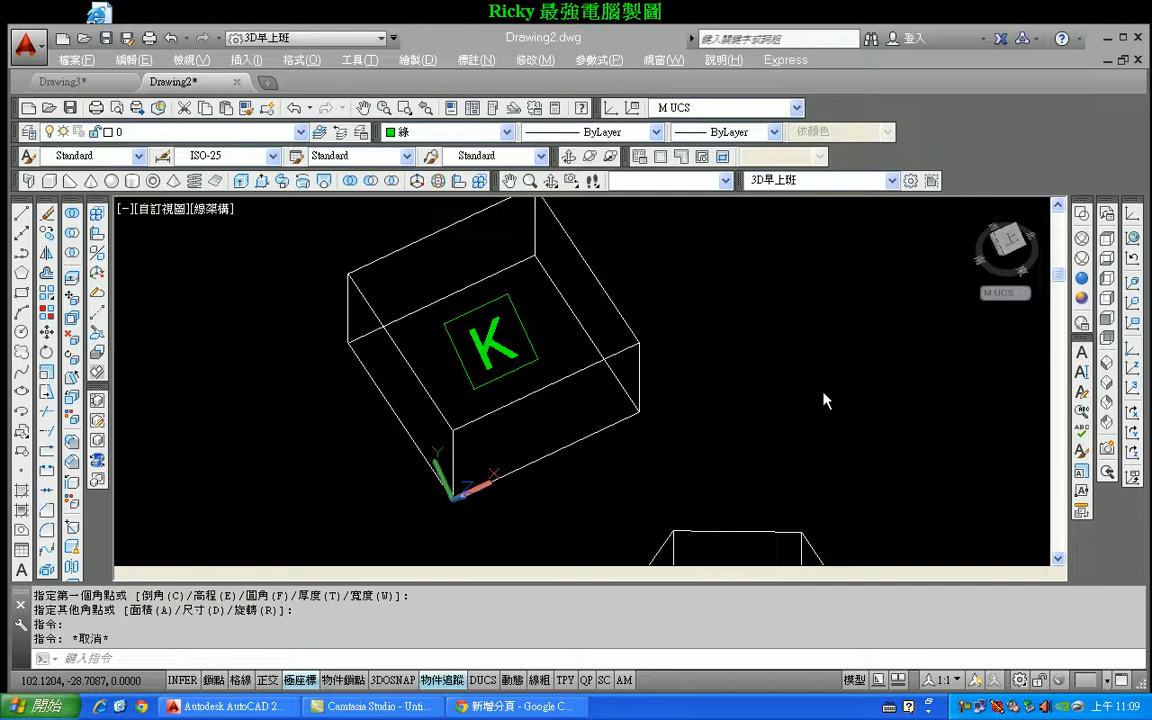 Ricky 最強電腦製圖
3D早上班
Drawing2.dwg
鍵入關鍵字或詞組
登入
檔案(F) 編輯(E) 檢視(V) 插入(I) 格式(O) 工具(T) 繪製(D) 標註(N) 修改(M) 參數式(P) 視窗(W) 說明(H) Express
Drawing3* Drawing2*
M UCS
0 綠 ByLayer ByLayer 依顏色
Standard ISO-25 Standard Standard
3D早上班
[−][自訂視圖][線架構]
上
西 北
南 東
M UCS
K
Y X
Z
指定第一個角點或 [倒角(C)/高程(E)/圓角(F)/厚度(T)/寬度(W)]:
指定其他角點或 [面積(A)/尺寸(D)/旋轉(R)]:
指令:
指令: *取消*
鍵入指令
102.1204, -28.7087, 0.0000 INFER 鎖點 格線 正交 極座標 物件鎖點 3DOSNAP 物件追蹤 DUCS 動態 線粗 TPY QP SC AM 模型 1:1
開始 Autodesk AutoCAD 2... Camtasia Studio - Unti... 新增分頁 - Google C... 上午 11:09